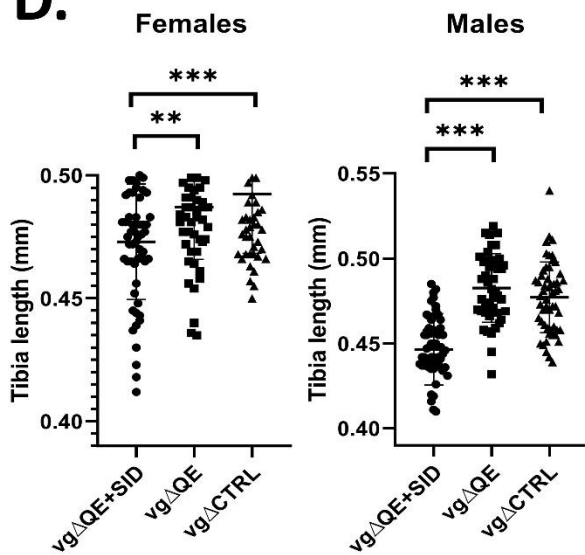 D.
Females
Males
***
**
***
***
Tibia length (mm)
0.50
0.45
0.40
vg△QE+SID
vg△QE
vg△CTRL
Tibia length (mm)
0.55
0.50
0.45
0.40
vg△QE+SID
vg△QE
vg△CTRL